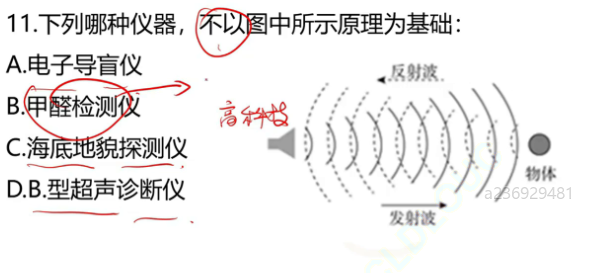 11.下列哪种仪器，不以图中所示原理为基础：
A.电子导盲仪
B.甲醛检测仪
C.海底地貌探测仪
D.B.型超声诊断仪
高科技
反射波
物体
a236929481
发射波